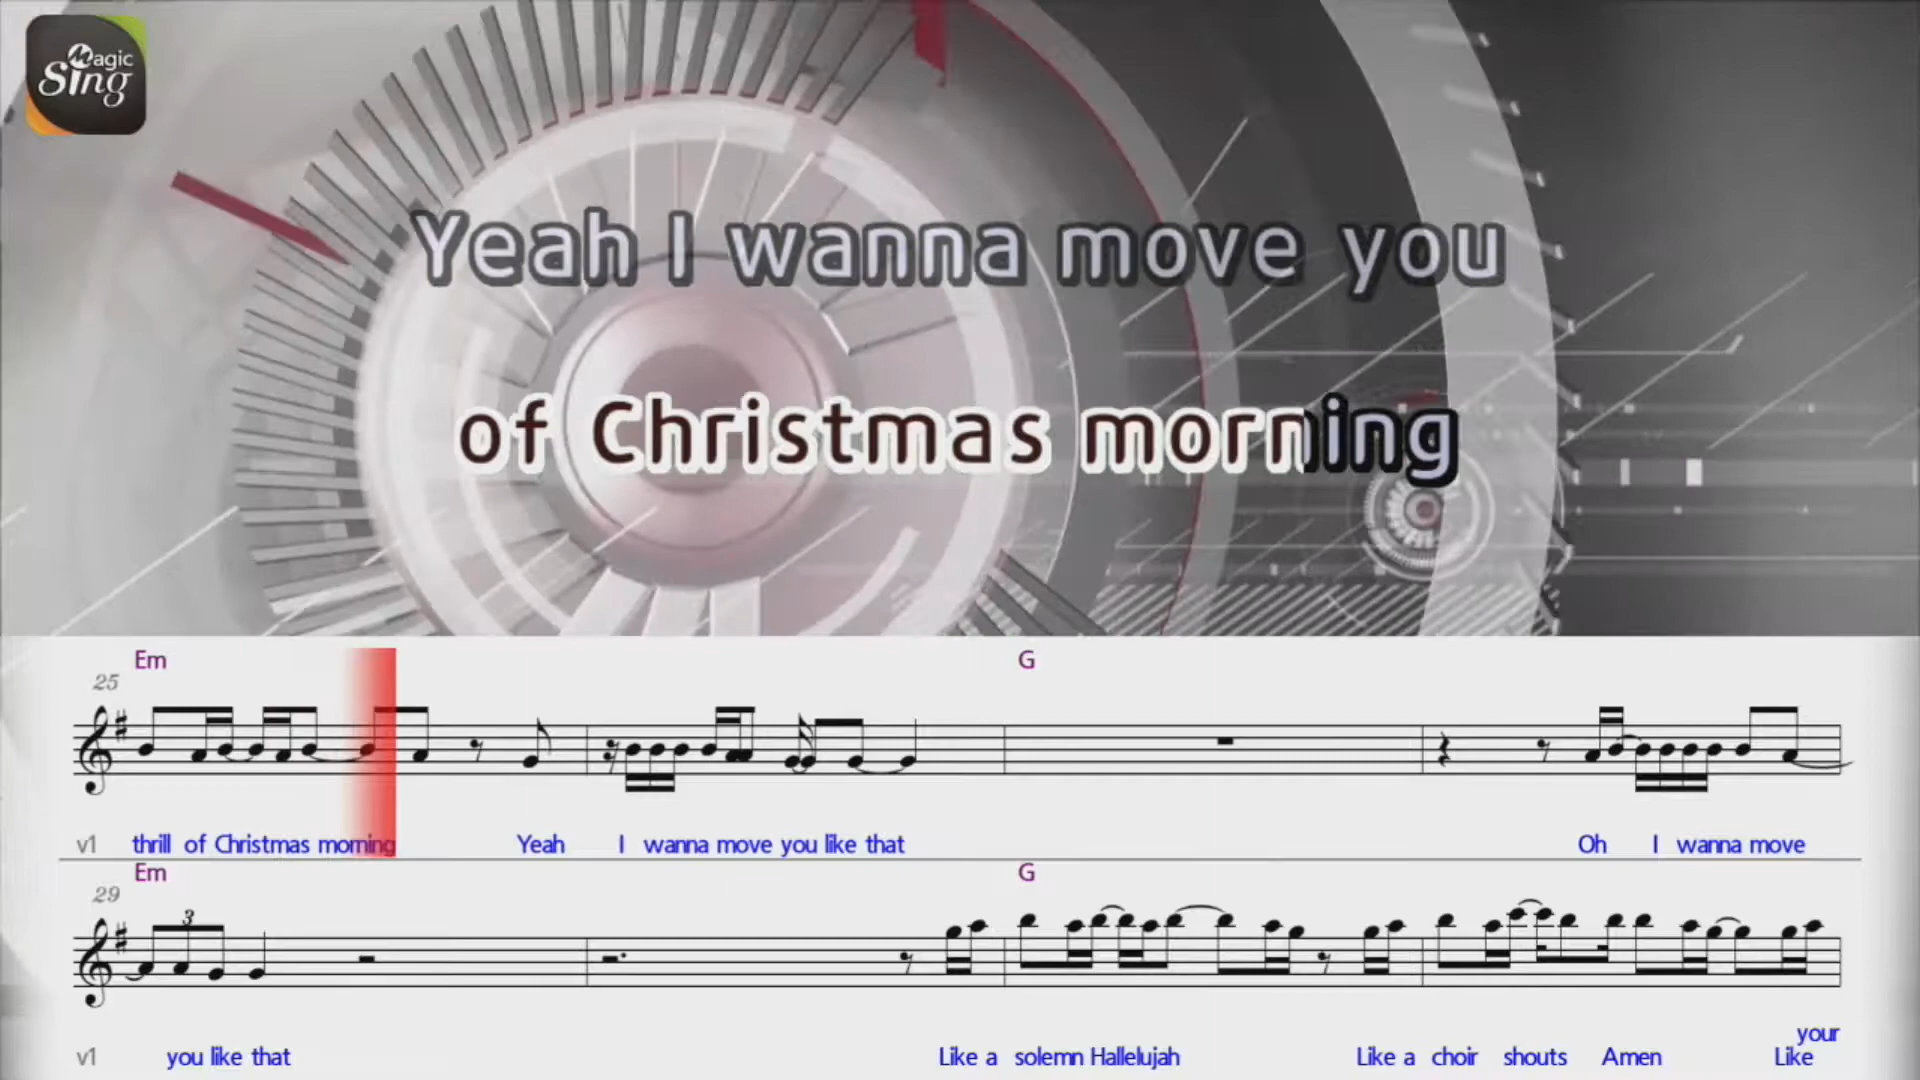 Magic
Sing
Yeah I wanna move you
of Christmas morning
Em G
25
v1 thrill of Christmas morning Yeah I wanna move you like that Oh I wanna move
Em G
29
3
your
v1 you like that Like a solemn Hallelujah Like a choir shouts Amen Like